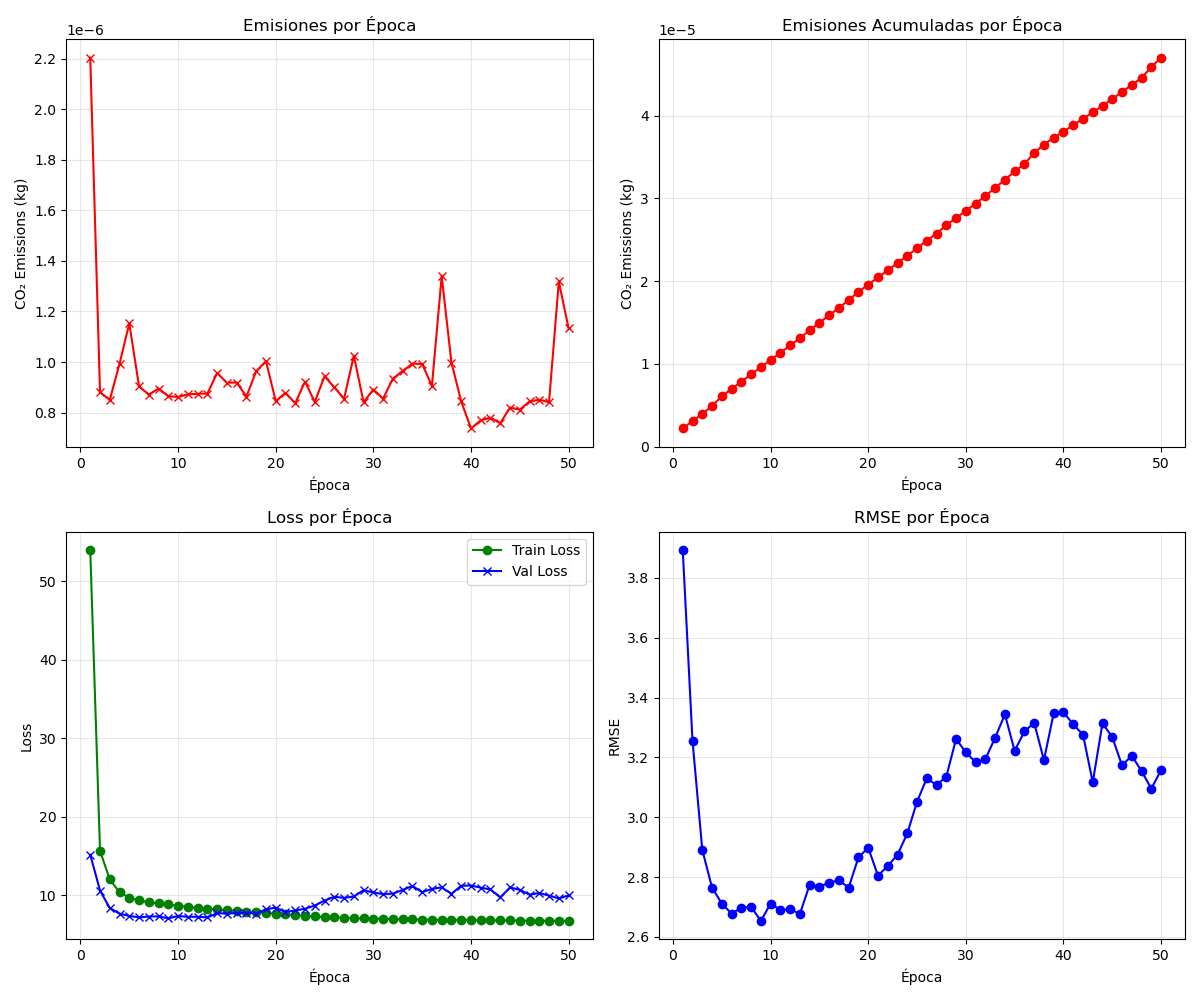 Emisiones por Época
1e−6
CO₂ Emissions (kg)
2.2
2.0
1.8
1.6
1.4
1.2
1.0
0.8
0 10 20 30 40 50
Época
Emisiones Acumuladas por Época
1e−5
CO₂ Emissions (kg)
4
3
2
1
0
0 10 20 30 40 50
Época
Loss por Época
Train Loss
Val Loss
Loss
50
40
30
20
10
0 10 20 30 40 50
Época
RMSE por Época
RMSE
3.8
3.6
3.4
3.2
3.0
2.8
2.6
0 10 20 30 40 50
Época